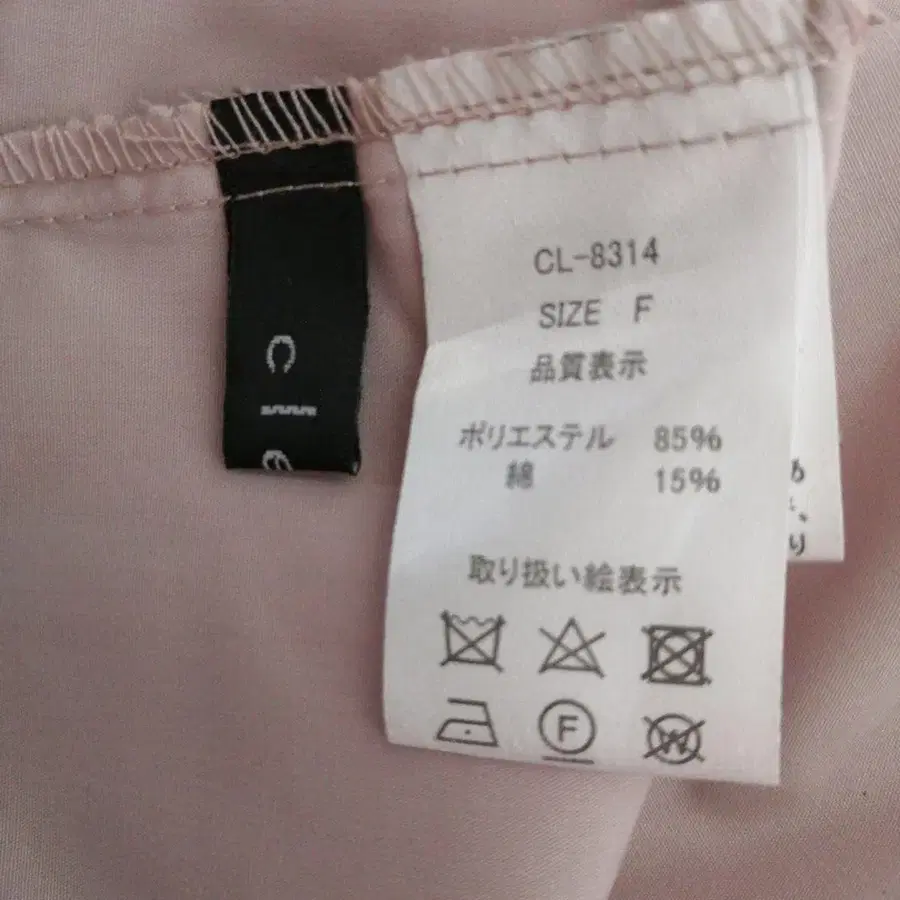 CL-8314
SIZE F
品質表示
ポリエステル 85%
綿 15%
取り扱い絵表示
F
W